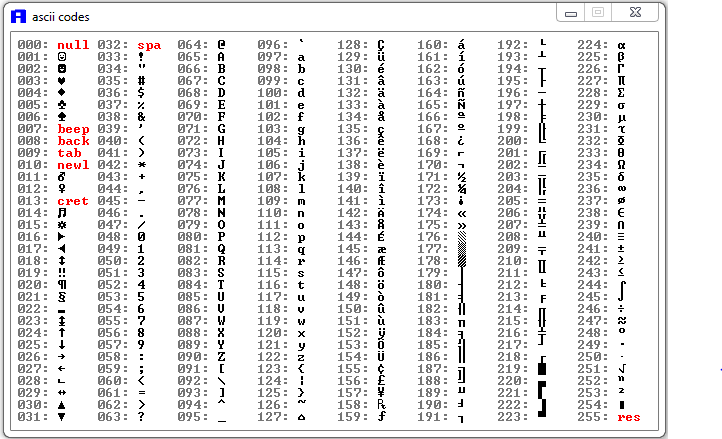 ascii codes
000: null 032: spa 064: @ 096: ` 128: Ç 160: á 192: └ 224: α
001: ☺ 033: ! 065: A 097: a 129: ü 161: í 193: ┴ 225: β
002: ☻ 034: " 066: B 098: b 130: é 162: ó 194: ┬ 226: Γ
003: ♥ 035: # 067: C 099: c 131: â 163: ú 195: ├ 227: π
004: ♦ 036: $ 068: D 100: d 132: ä 164: ñ 196: ─ 228: Σ
005: ♣ 037: % 069: E 101: e 133: à 165: Ñ 197: ┼ 229: σ
006: ♠ 038: & 070: F 102: f 134: å 166: ª 198: ╞ 230: µ
007: beep 039: ' 071: G 103: g 135: ç 167: º 199: ╟ 231: τ
008: back 040: ( 072: H 104: h 136: ê 168: ¿ 200: ╚ 232: Φ
009: tab 041: ) 073: I 105: i 137: ë 169: ⌐ 201: ╔ 233: Θ
010: newl 042: * 074: J 106: j 138: è 170: ¬ 202: ╩ 234: Ω
011: ♂ 043: + 075: K 107: k 139: ï 171: ½ 203: ╦ 235: δ
012: ♀ 044: , 076: L 108: l 140: î 172: ¼ 204: ╠ 236: ∞
013: cret 045: - 077: M 109: m 141: ì 173: ¡ 205: ═ 237: ø
014: ♫ 046: . 078: N 110: n 142: Ä 174: « 206: ╬ 238: ∈
015: ☼ 047: / 079: O 111: o 143: Å 175: » 207: ╧ 239: ∩
016: ► 048: 0 080: P 112: p 144: É 176: ░ 208: ╨ 240: ≡
017: ◄ 049: 1 081: Q 113: q 145: æ 177: ▒ 209: ╤ 241: ±
018: ↕ 050: 2 082: R 114: r 146: Æ 178: ▓ 210: ╥ 242: ≥
019: ‼ 051: 3 083: S 115: s 147: ô 179: │ 211: ╙ 243: ≤
020: ¶ 052: 4 084: T 116: t 148: ö 180: ┤ 212: ╘ 244: ⌠
021: § 053: 5 085: U 117: u 149: ò 181: ╡ 213: ╒ 245: ⌡
022: ▬ 054: 6 086: V 118: v 150: û 182: ╢ 214: ╓ 246: ÷
023: ↨ 055: 7 087: W 119: w 151: ù 183: ╖ 215: ╫ 247: ≈
024: ↑ 056: 8 088: X 120: x 152: ÿ 184: ╕ 216: ╪ 248: °
025: ↓ 057: 9 089: Y 121: y 153: Ö 185: ╣ 217: ┘ 249: ∙
026: → 058: : 090: Z 122: z 154: Ü 186: ║ 218: ┌ 250: ·
027: ← 059: ; 091: [ 123: { 155: ¢ 187: ╗ 219: █ 251: √
028: ∟ 060: < 092: \ 124: ¦ 156: £ 188: ╝ 220: ▄ 252: ⁿ
029: ↔ 061: = 093: ] 125: } 157: ¥ 189: ╜ 221: ▌ 253: ²
030: ▲ 062: > 094: ^ 126: ~ 158: ₧ 190: ╛ 222: ▐ 254: ■
031: ▼ 063: ? 095: _ 127: ⌂ 159: ƒ 191: ┐ 223: ▀ 255: res